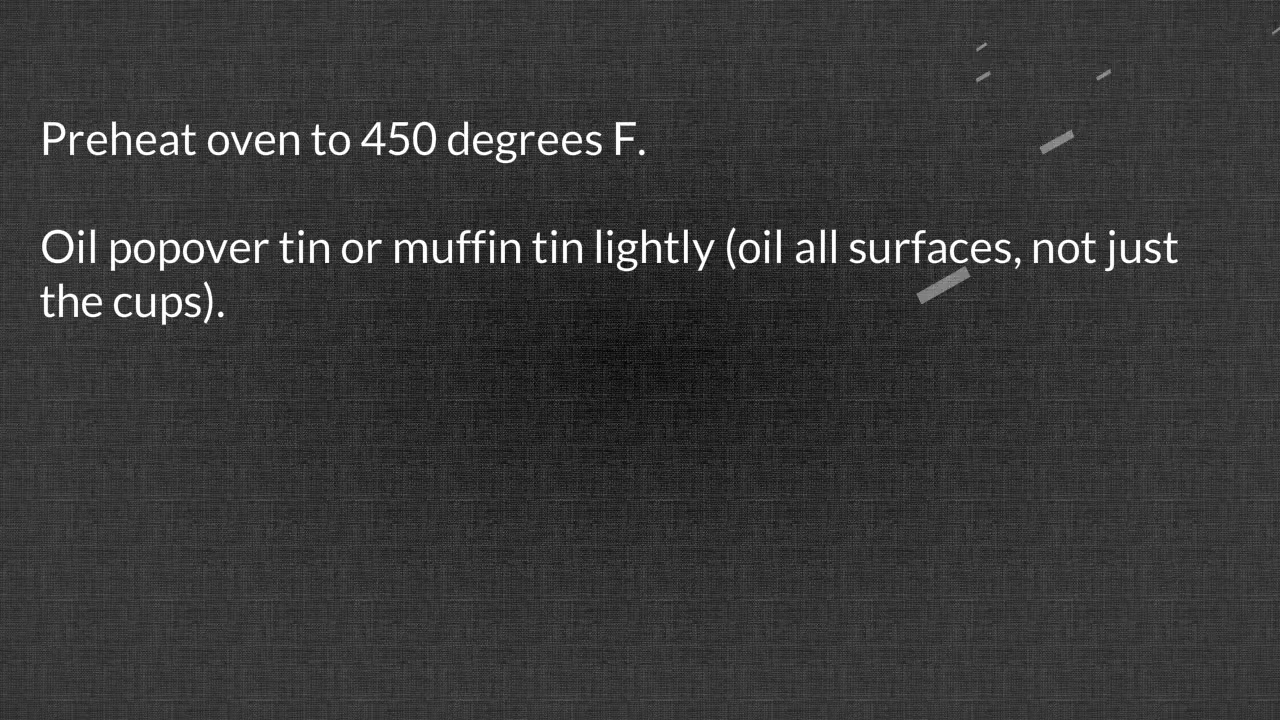 Preheat oven to 450 degrees F.
Oil popover tin or muffin tin lightly (oil all surfaces, not just
the cups).